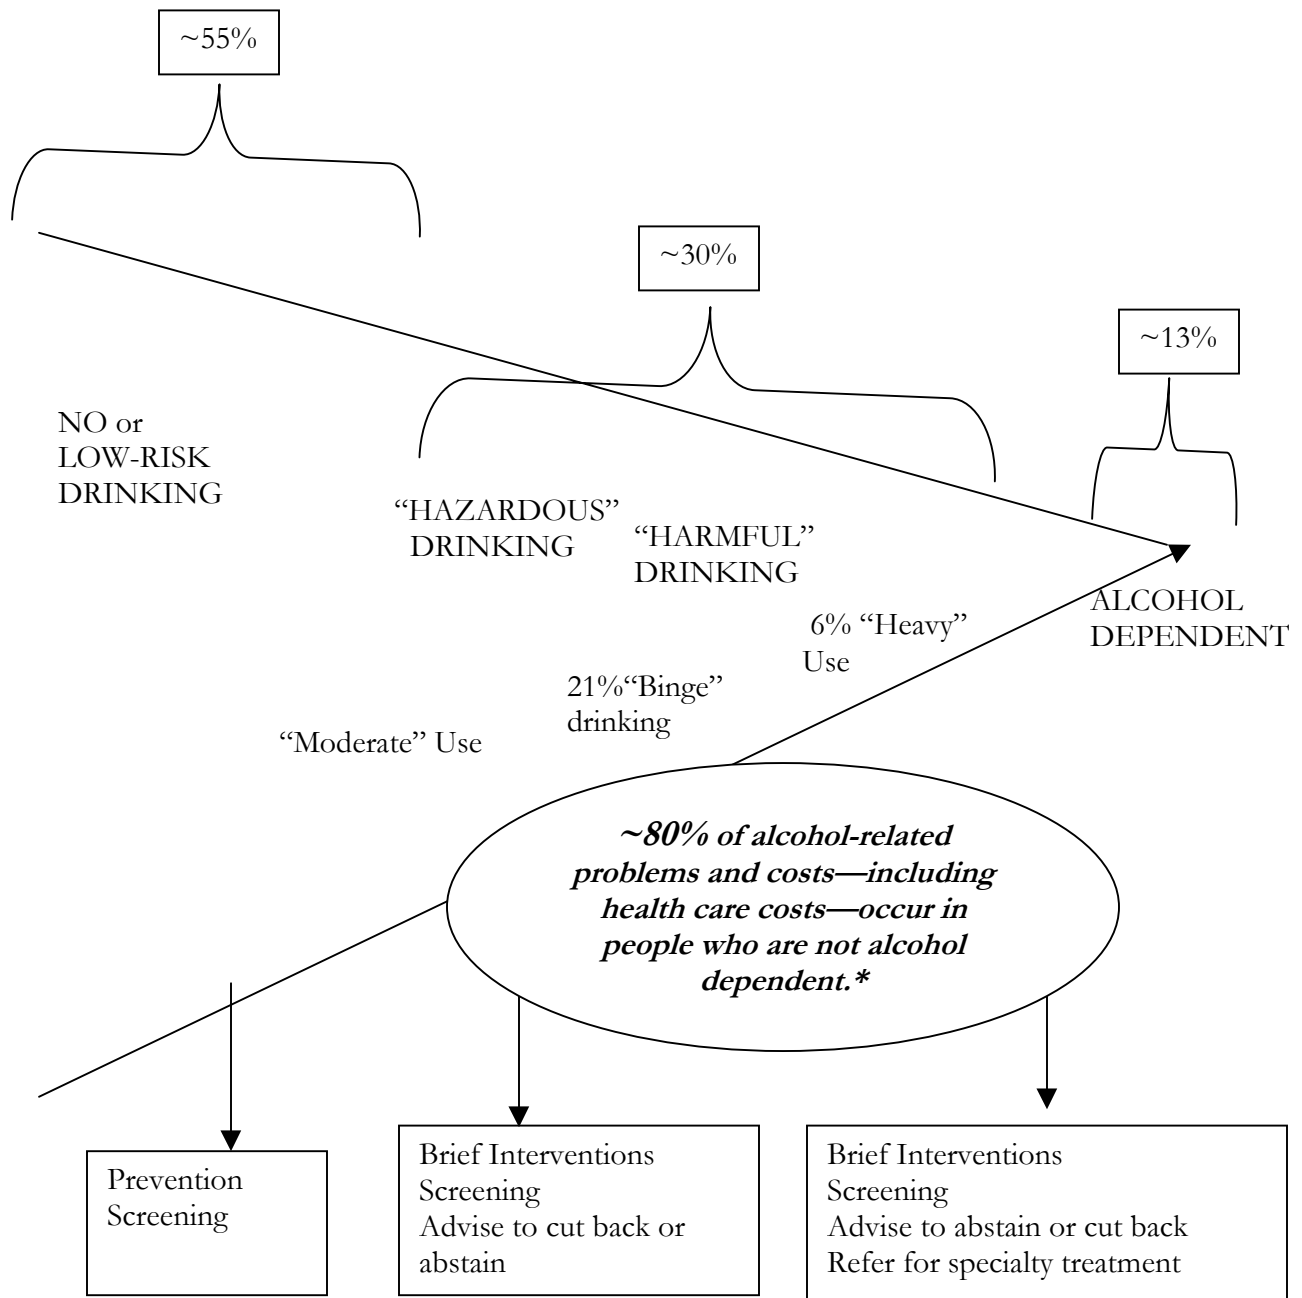 ~55%
~30%
~13%
NO or
LOW-RISK
DRINKING
“HAZARDOUS”
DRINKING
“HARMFUL”
DRINKING
ALCOHOL
DEPENDENT
6% “Heavy”
Use
21%“Binge”
drinking
“Moderate” Use
~80% of alcohol-related
problems and costs—including
health care costs—occur in
people who are not alcohol
dependent.*
Prevention
Screening
Brief Interventions
Screening
Advise to cut back or
abstain
Brief Interventions
Screening
Advise to abstain or cut back
Refer for specialty treatment